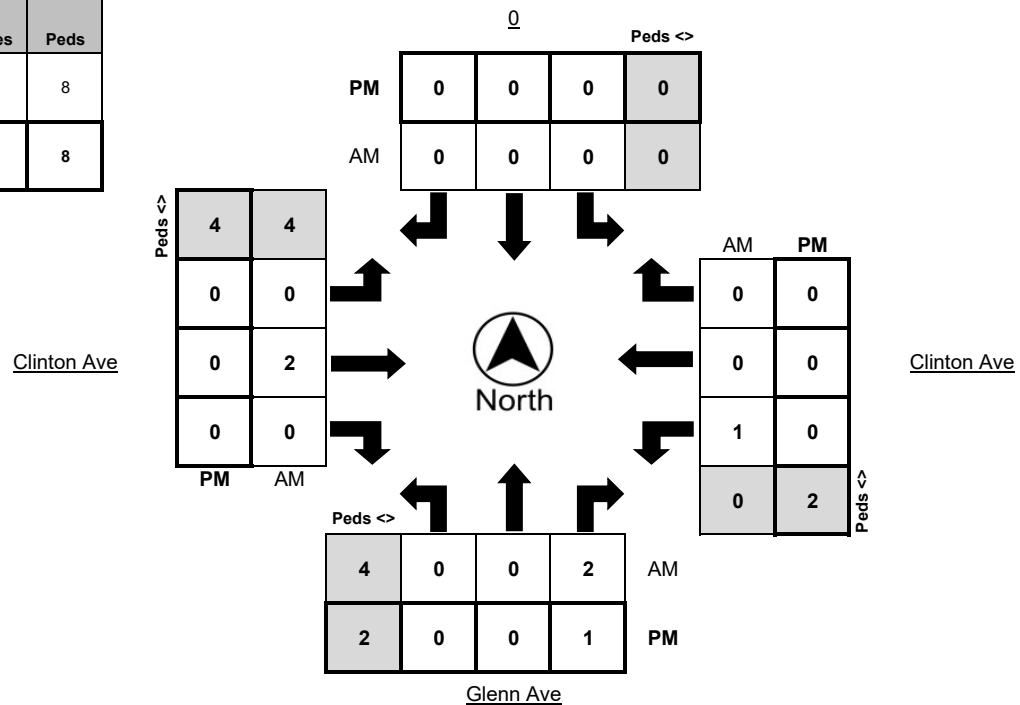 Peds
8
8
0
Peds <>
PM 0 0 0 0
AM 0 0 0 0
Peds <> 4 4
AM PM
0 0
0 0
0 0
Clinton Ave 0 2
North
0 0 Clinton Ave
0 0
1 0
PM AM
0 2 Peds <>
Peds <>
4 0 0 2 AM
2 0 0 1 PM
Glenn Ave